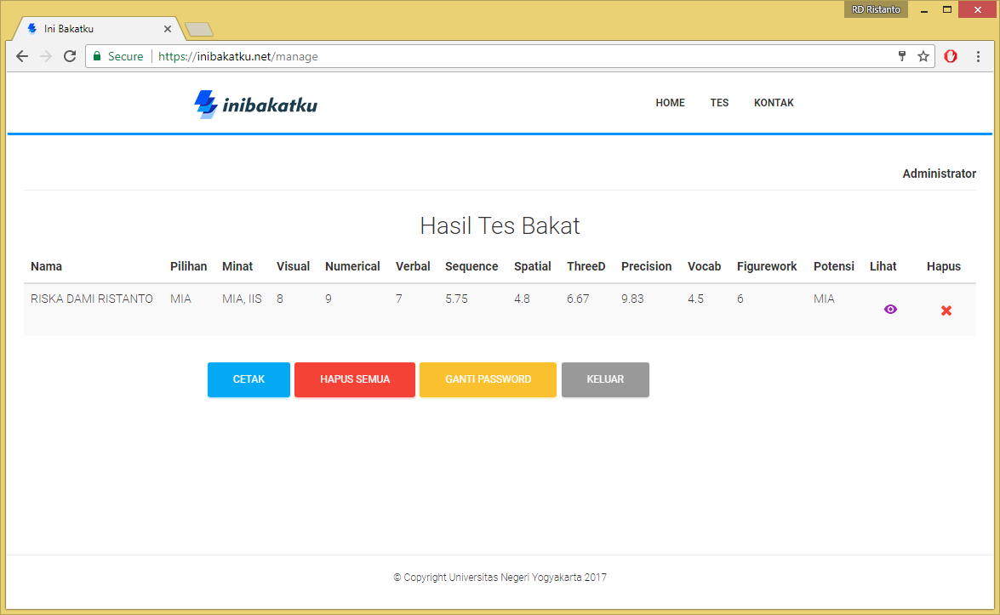 RD Ristanto
Ini Bakatku
Secure https://inibakatku.net/manage
inibakatku HOME TES KONTAK
Administrator
Hasil Tes Bakat
Nama Pilihan Minat Visual Numerical Verbal Sequence Spatial ThreeD Precision Vocab Figurework Potensi Lihat Hapus
RISKA DAMI RISTANTO MIA MIA, IIS 8 9 7 5.75 4.8 6.67 9.83 4.5 6 MIA
CETAK HAPUS SEMUA GANTI PASSWORD KELUAR
© Copyright Universitas Negeri Yogyakarta 2017